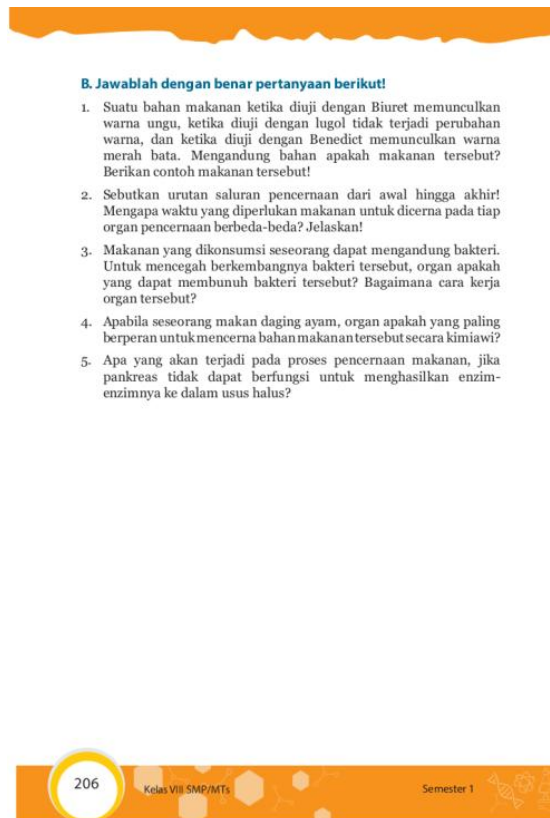 B. Jawablah dengan benar pertanyaan berikut!
1. Suatu bahan makanan ketika diuji dengan Biuret memunculkan
warna ungu, ketika diuji dengan lugol tidak terjadi perubahan
warna, dan ketika diuji dengan Benedict memunculkan warna
merah bata. Mengandung bahan apakah makanan tersebut?
Berikan contoh makanan tersebut!
2. Sebutkan urutan saluran pencernaan dari awal hingga akhir!
Mengapa waktu yang diperlukan makanan untuk dicerna pada tiap
organ pencernaan berbeda-beda? Jelaskan!
3. Makanan yang dikonsumsi seseorang dapat mengandung bakteri.
Untuk mencegah berkembangnya bakteri tersebut, organ apakah
yang dapat membunuh bakteri tersebut? Bagaimana cara kerja
organ tersebut?
4. Apabila seseorang makan daging ayam, organ apakah yang paling
berperan untuk mencerna bahan makanan tersebut secara kimiawi?
5. Apa yang akan terjadi pada proses pencernaan makanan, jika
pankreas tidak dapat berfungsi untuk menghasilkan enzim-
enzimnya ke dalam usus halus?
206
Kelas VIII SMP/MTs
Semester 1